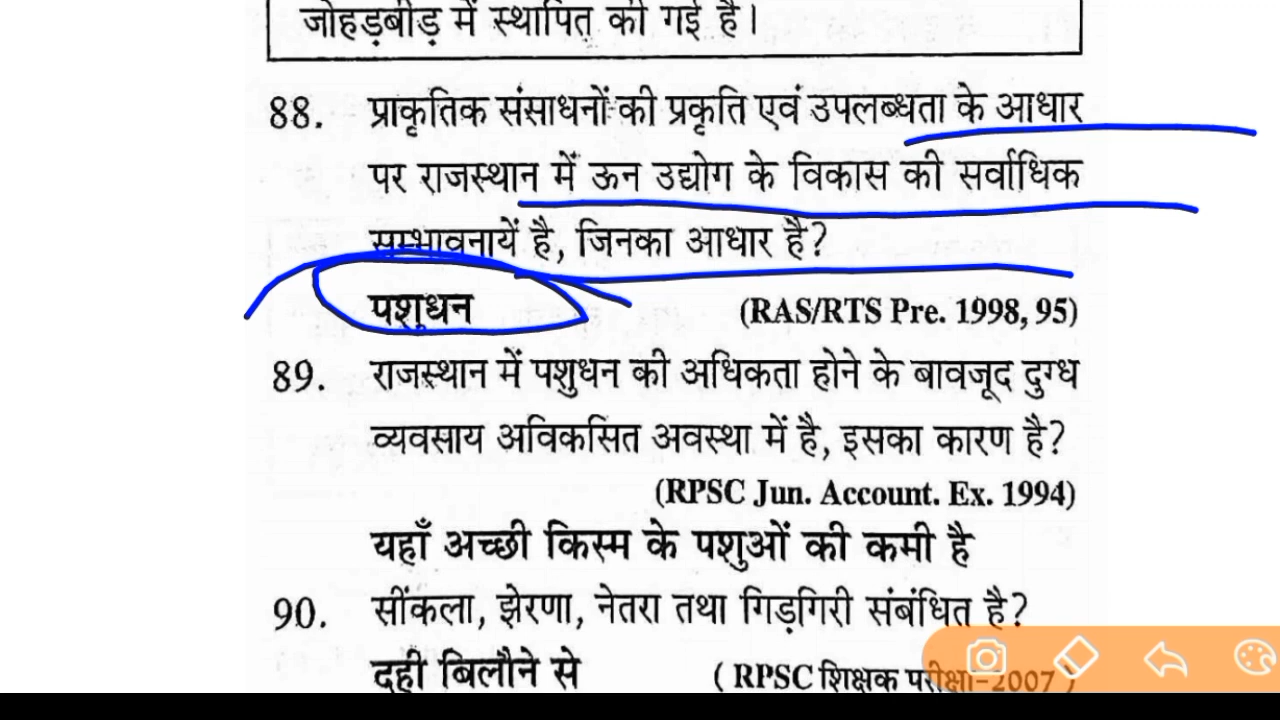 जोहड़बीड़ में स्थापित की गई है।
88. प्राकृतिक संसाधनों की प्रकृति एवं उपलब्धता के आधार
पर राजस्थान में ऊन उद्योग के विकास की सर्वाधिक
सम्भावनायें है, जिनका आधार है?
पशुधन (RAS/RTS Pre. 1998, 95)
89. राजस्थान में पशुधन की अधिकता होने के बावजूद दुग्ध
व्यवसाय अविकसित अवस्था में है, इसका कारण है?
(RPSC Jun. Account. Ex. 1994)
यहाँ अच्छी किस्म के पशुओं की कमी है
90. सींकला, झेरणा, नेतरा तथा गिड़गिरी संबंधित है?
दही बिलौने से ( RPSC शिक्षक परीक्षा-2007 )